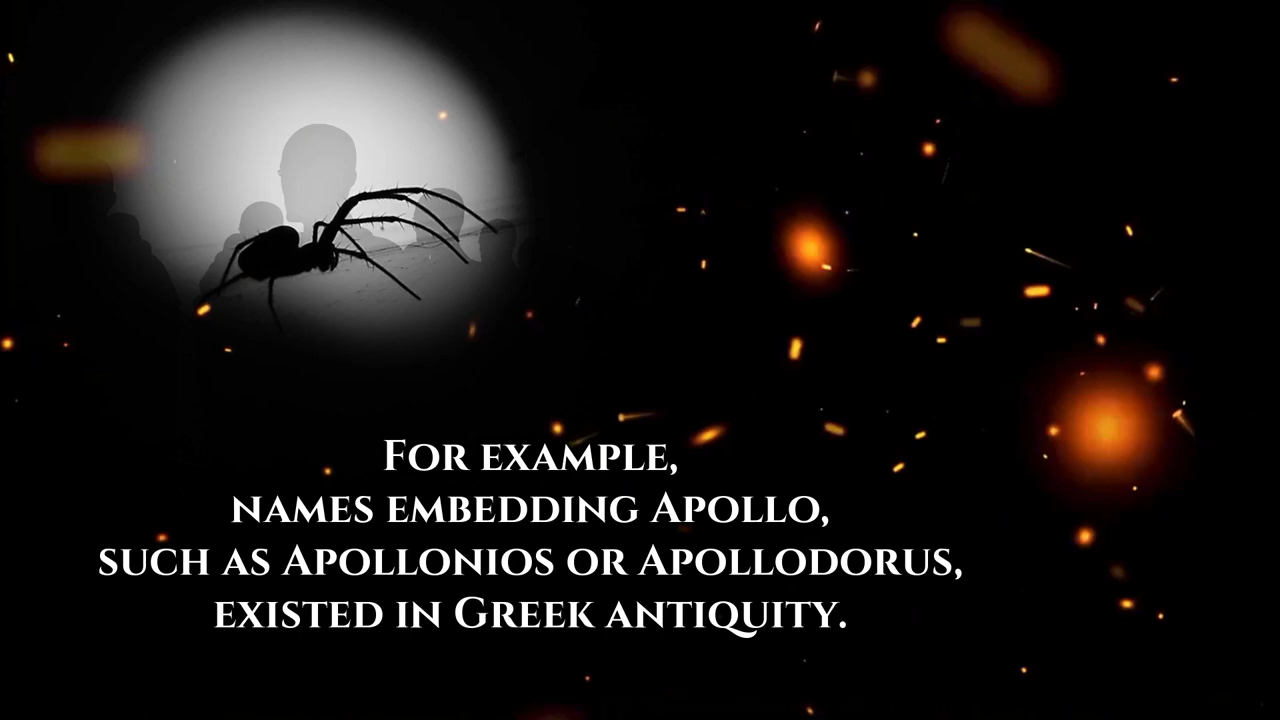 For example,
names embedding Apollo,
such as Apollonios or Apollodorus,
existed in Greek antiquity.